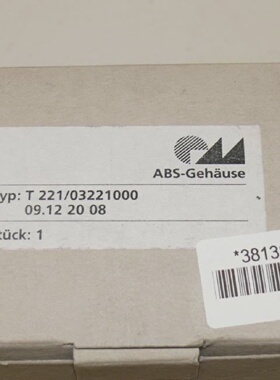 ABS-Gehäuse
yp: T 221/03221000
09.12 20 08
tück: 1
*3813